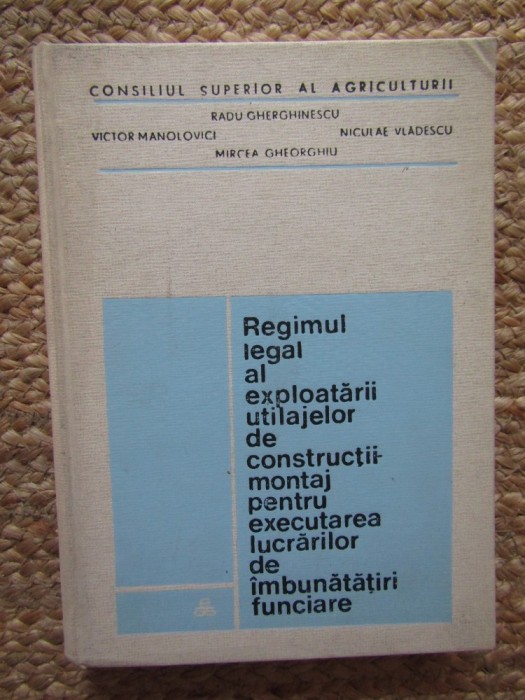 CONSILIUL SUPERIOR AL AGRICULTURII
RADU GHERGHINESCU
VICTOR MANOLOVICI NICULAE VLĂDESCU
MIRCEA GHEORGHIU
Regimul
legal
al
exploatării
utilajelor
de
construcții-
montaj
pentru
executarea
lucrărilor
de
îmbunătățiri
funciare